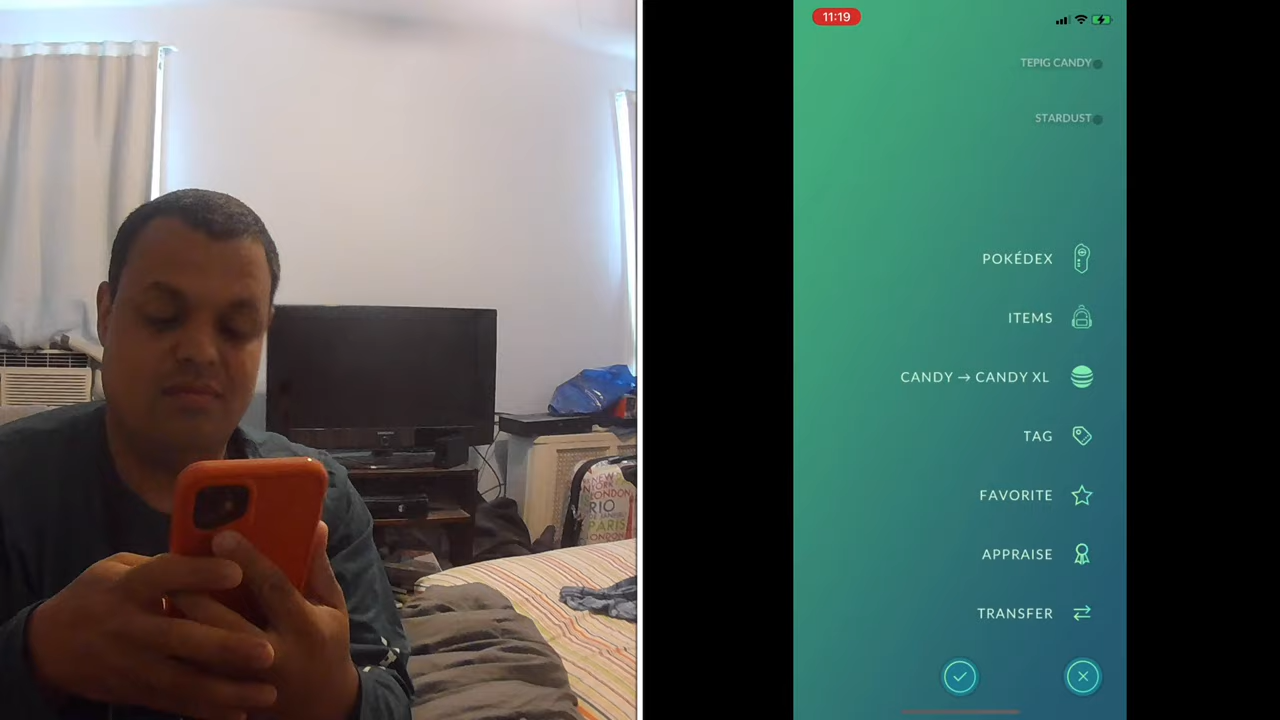 11:19
TEPIG CANDY
STARDUST
POKÉDEX
ITEMS
CANDY → CANDY XL
TAG
FAVORITE
APPRAISE
TRANSFER
NEW
YORK
LONDON
RIO
PARIS
LONDON